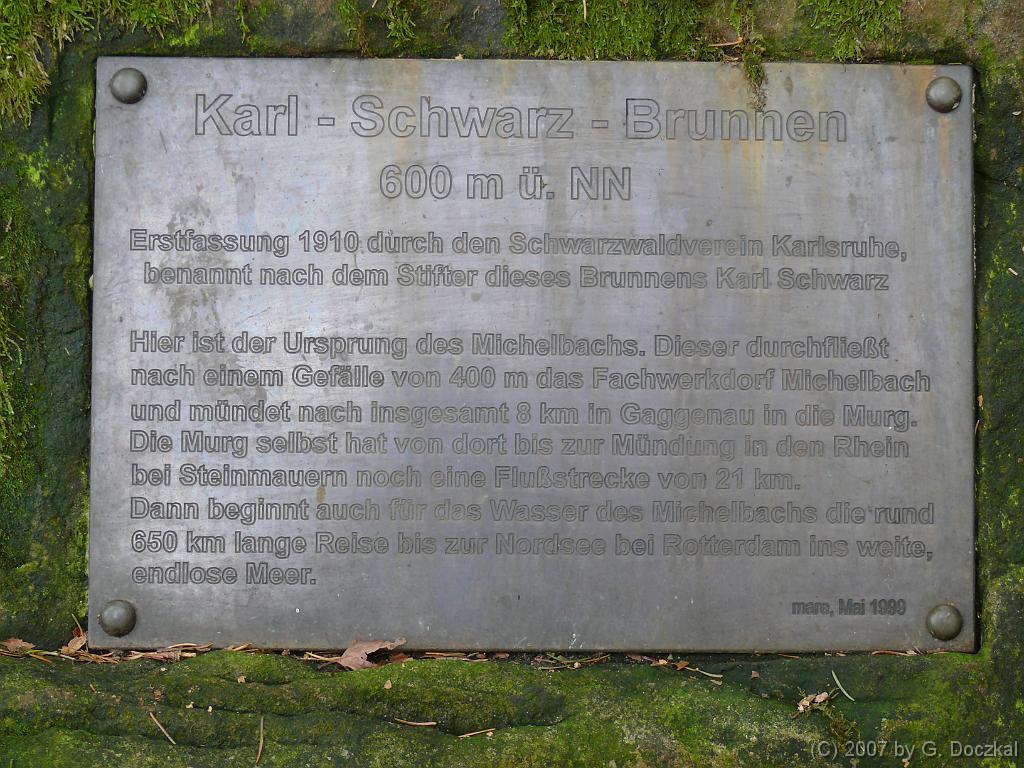 Karl - Schwarz - Brunnen
600 m ü. NN
Erstfassung 1910 durch den Schwarzwaldverein Karlsruhe,
benannt nach dem Stifter dieses Brunnens Karl Schwarz
Hier ist der Ursprung des Michelbachs. Dieser durchfließt
nach einem Gefälle von 400 m das Fachwerkdorf Michelbach
und mündet nach insgesamt 8 km in Gaggenau in die Murg.
Die Murg selbst hat von dort bis zur Mündung in den Rhein
bei Steinmauern noch eine Flußstrecke von 21 km.
Dann beginnt auch für das Wasser des Michelbachs die rund
650 km lange Reise bis zur Nordsee bei Rotterdam ins weite,
endlose Meer.
mare, Mai 1999
(C) 2007 by G. Doczkal